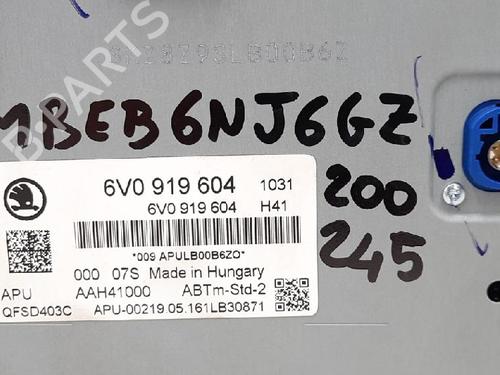 B-PARTS
MBEB6NJ6GZ
200
245
6V0 919 604 1031
6V0 919 604 H41
*009 APULB00B6ZO*
000 07S Made in Hungary
APU AAH41000 ABTm-Std-2
QFSD403C APU-00219.05.161LB30871